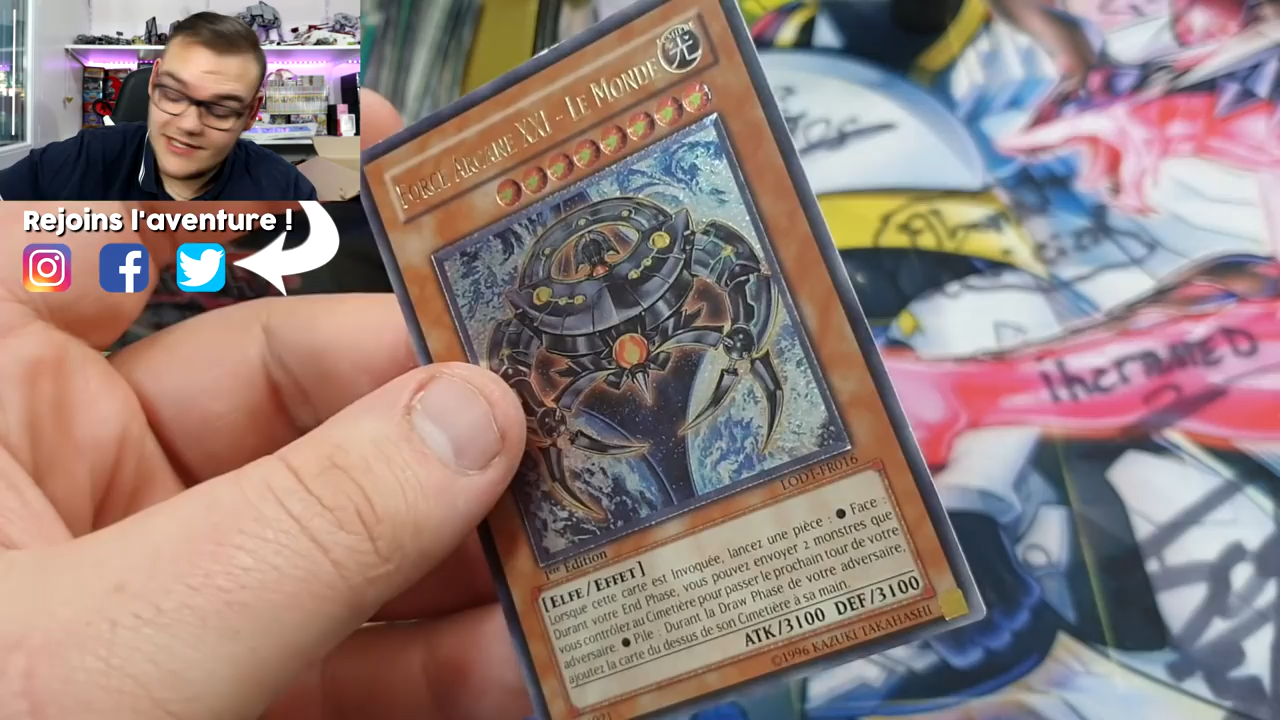 Rejoins l'aventure !
FORCE ARCANE XXI - LE MONDE
光
LODT-FR016
1ère Édition
[ELFE/EFFET]
Lorsque cette carte est Invoquée, lancez une pièce : ● Face :
Durant votre End Phase, vous pouvez envoyer 2 monstres que
vous contrôlez au Cimetière pour passer le prochain tour de votre
adversaire. ● Pile : Durant la Draw Phase de votre adversaire,
ajoutez la carte du dessus de son Cimetière à sa main.
ATK/3100 DEF/3100
©1996 KAZUKI TAKAHASHI